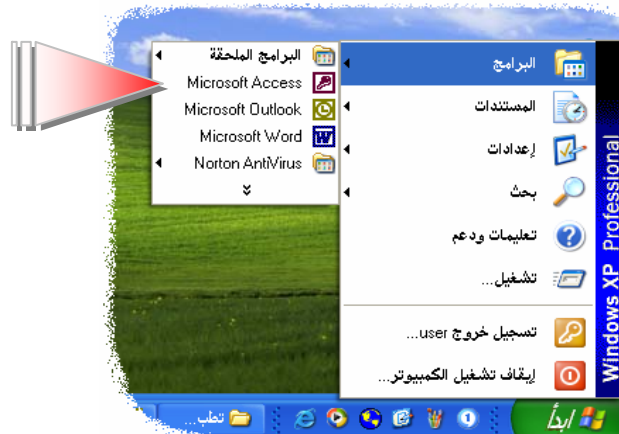 البرامج
المستندات
إعدادات
بحث
تعليمات ودعم
تشغيل...
تسجيل خروج user...
إيقاف تشغيل الكمبيوتر...
البرامج الملحقة
Microsoft Access
Microsoft Outlook
Microsoft Word
Norton AntiVirus
Windows XP Professional
ابدأ
تطب...